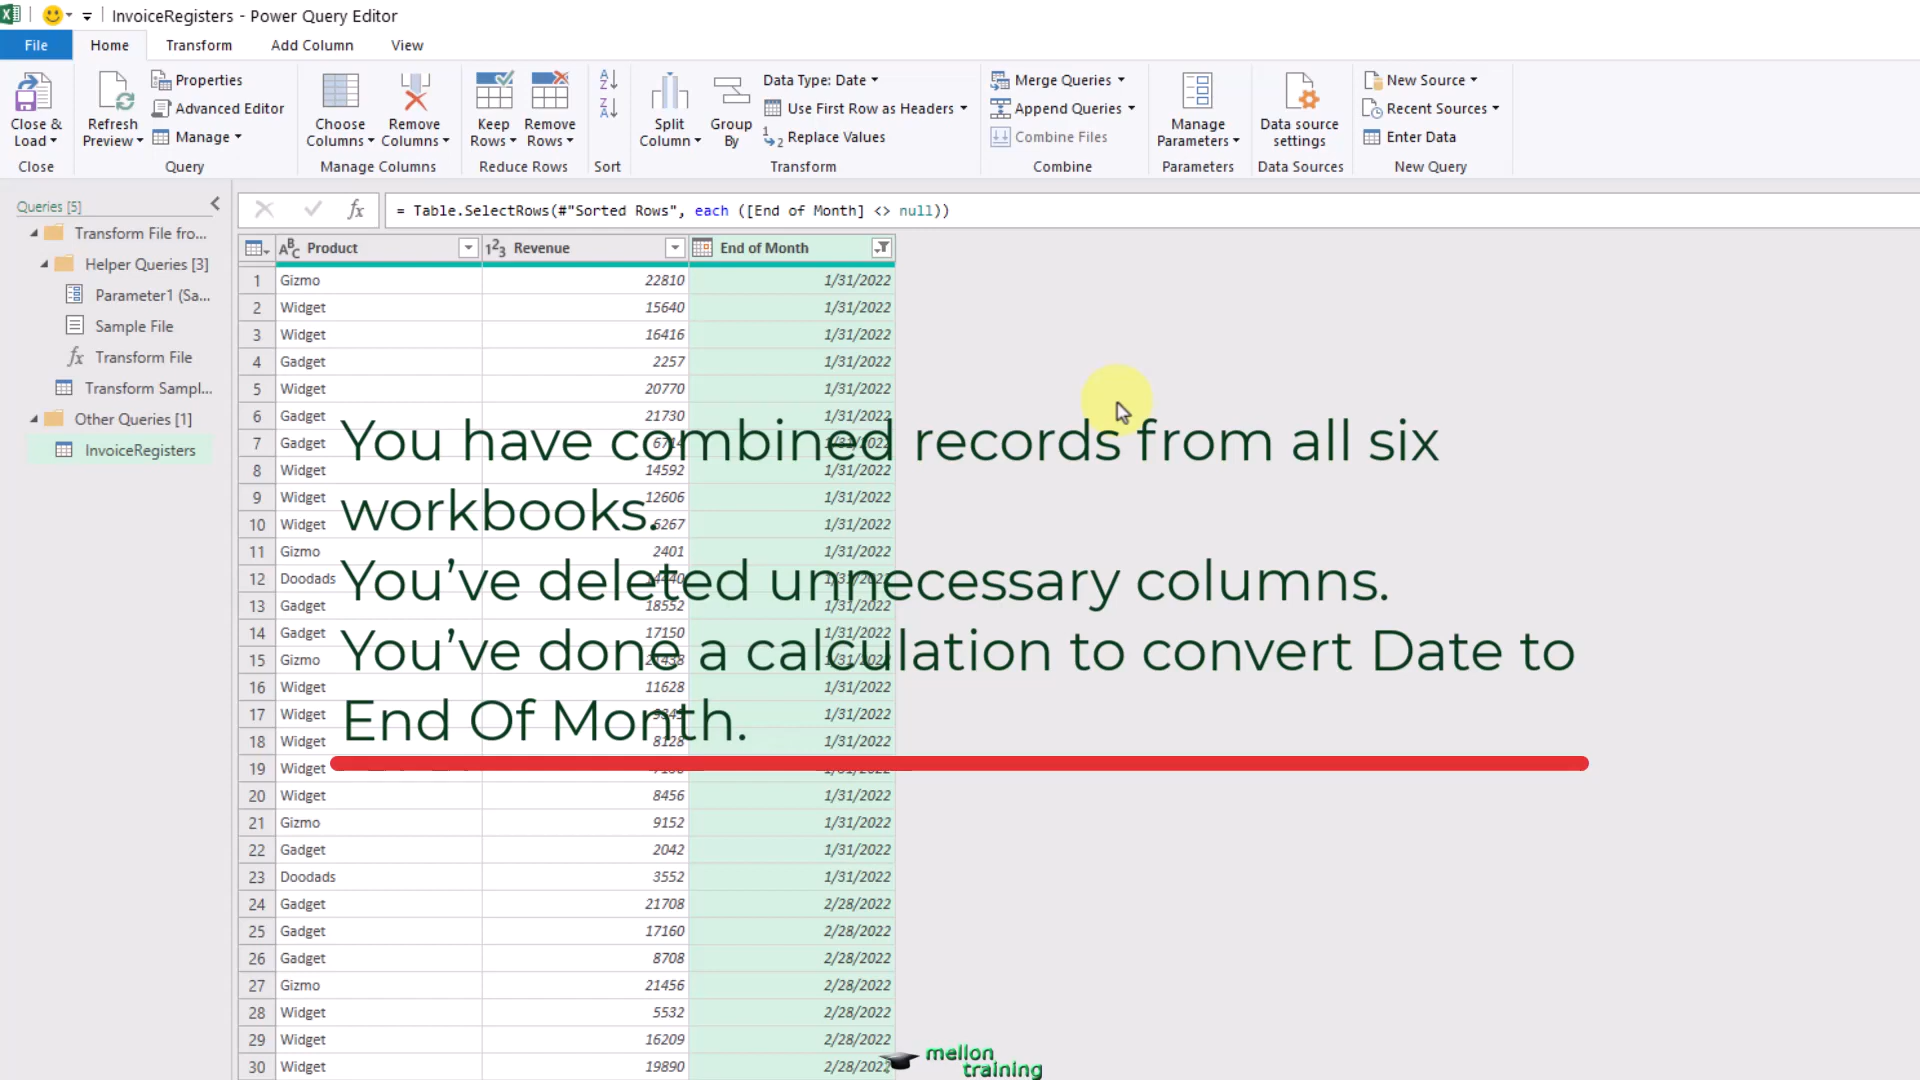 InvoiceRegisters - Power Query Editor
File Home Transform Add Column View
Close & Load
Close
Refresh Preview
Properties
Advanced Editor
Manage
Query
Choose Columns
Remove Columns
Manage Columns
Keep Rows
Remove Rows
Reduce Rows
Sort
Split Column
Group By
Data Type: Date
Use First Row as Headers
Replace Values
Transform
Merge Queries
Append Queries
Combine Files
Combine
Manage Parameters
Parameters
Data source settings
Data Sources
New Source
Recent Sources
Enter Data
New Query
Queries [5]
Transform File fro...
Helper Queries [3]
Parameter1 (Sa...
Sample File
Transform File
Transform Sampl...
Other Queries [1]
InvoiceRegisters
= Table.SelectRows(#"Sorted Rows", each ([End of Month] <> null))
Product Revenue End of Month
1 Gizmo 22810 1/31/2022
2 Widget 15640 1/31/2022
3 Widget 16416 1/31/2022
4 Gadget 2257 1/31/2022
5 Widget 20770 1/31/2022
6 Gadget 21730 1/31/2022
7 Gadget
8 Widget 14592 1/31/2022
9 Widget 12606 1/31/2022
10 Widget 6267 1/31/2022
11 Gizmo 2401 1/31/2022
12 Doodads
13 Gadget 18552 1/31/2022
14 Gadget 17150 1/31/2022
15 Gizmo
16 Widget 11628 1/31/2022
17 Widget 1/31/2022
18 Widget 8128 1/31/2022
19 Widget
20 Widget 8456 1/31/2022
21 Gizmo 9152 1/31/2022
22 Gadget 2042 1/31/2022
23 Doodads 3552 1/31/2022
24 Gadget 21708 2/28/2022
25 Gadget 17160 2/28/2022
26 Gadget 8708 2/28/2022
27 Gizmo 21456 2/28/2022
28 Widget 5532 2/28/2022
29 Widget 16209 2/28/2022
30 Widget 19890 2/28/2022
You have combined records from all six
workbooks.
You’ve deleted unnecessary columns.
You’ve done a calculation to convert Date to
End Of Month.
mellon
training